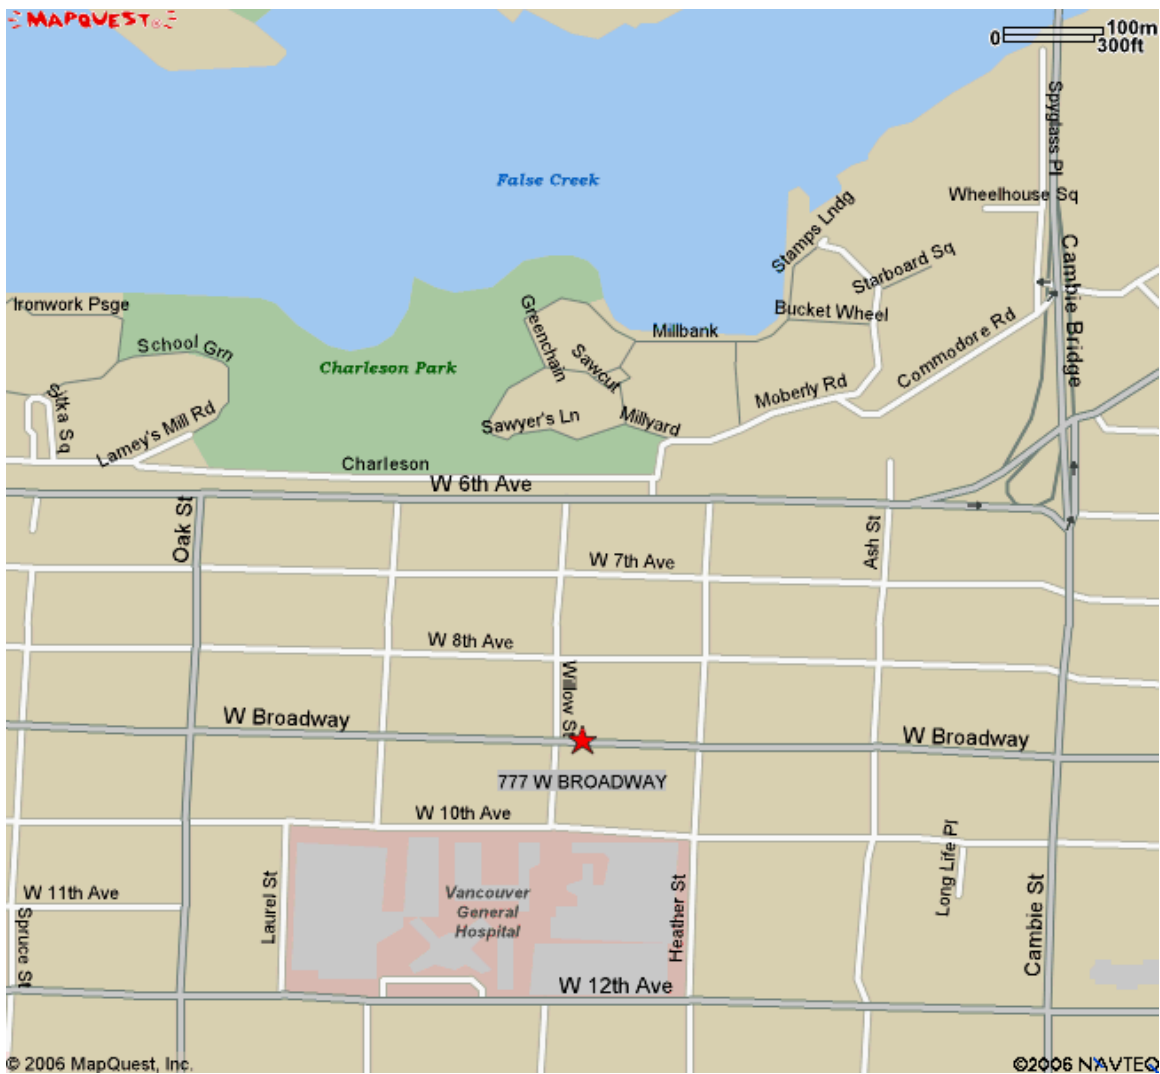 MAPQUEST
100m
0
300ft
Spyglass Pl
False Creek
Wheelhouse Sq
Stamps Lndg
Starboard Sq
Cambie Bridge
Ironwork Psge
Greenchain
Bucket Wheel
Millbank
School Grn
Sawcut
Commodore Rd
Charleson Park
Moberly Rd
Sitka Sq
Lamey's Mill Rd
Sawyer's Ln
Millyard
Charleson
W 6th Ave
Oak St
Ash St
W 7th Ave
W 8th Ave
Willow St
W Broadway
W Broadway
777 W BROADWAY
W 10th Ave
Long Life Pl
W 11th Ave
Laurel St
Vancouver
General
Hospital
Heather St
Spruce St
Cambie St
W 12th Ave
© 2006 MapQuest, Inc.
©2006 NAVTEQ